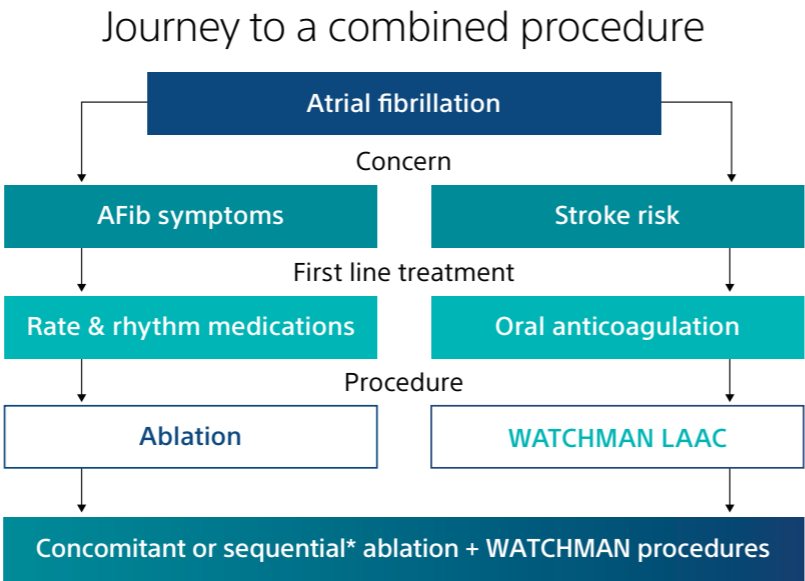 Journey to a combined procedure
Atrial fibrillation
Concern
AFib symptoms
Stroke risk
First line treatment
Rate & rhythm medications
Oral anticoagulation
Procedure
Ablation
WATCHMAN LAAC
Concomitant or sequential* ablation + WATCHMAN procedures